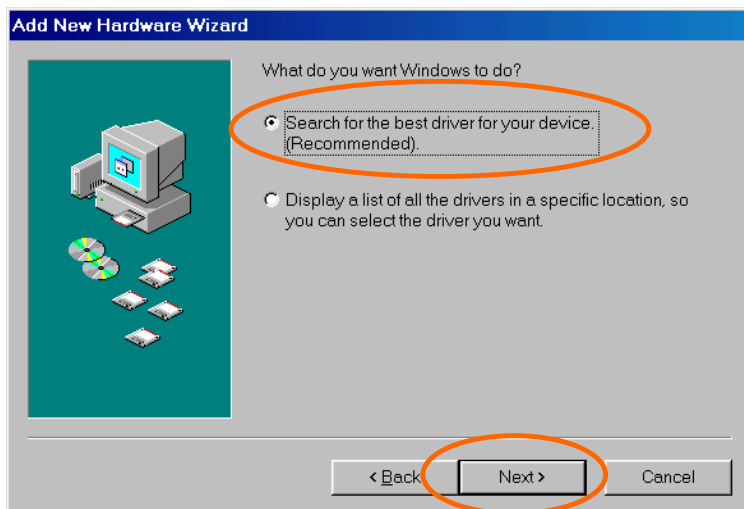 Add New Hardware Wizard
What do you want Windows to do?
Search for the best driver for your device.
(Recommended).
Display a list of all the drivers in a specific location, so
you can select the driver you want.
< Back
Next >
Cancel